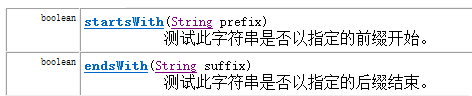 boolean startsWith(String prefix)
测试此字符串是否以指定的前缀开始。
boolean endsWith(String suffix)
测试此字符串是否以指定的后缀结束。